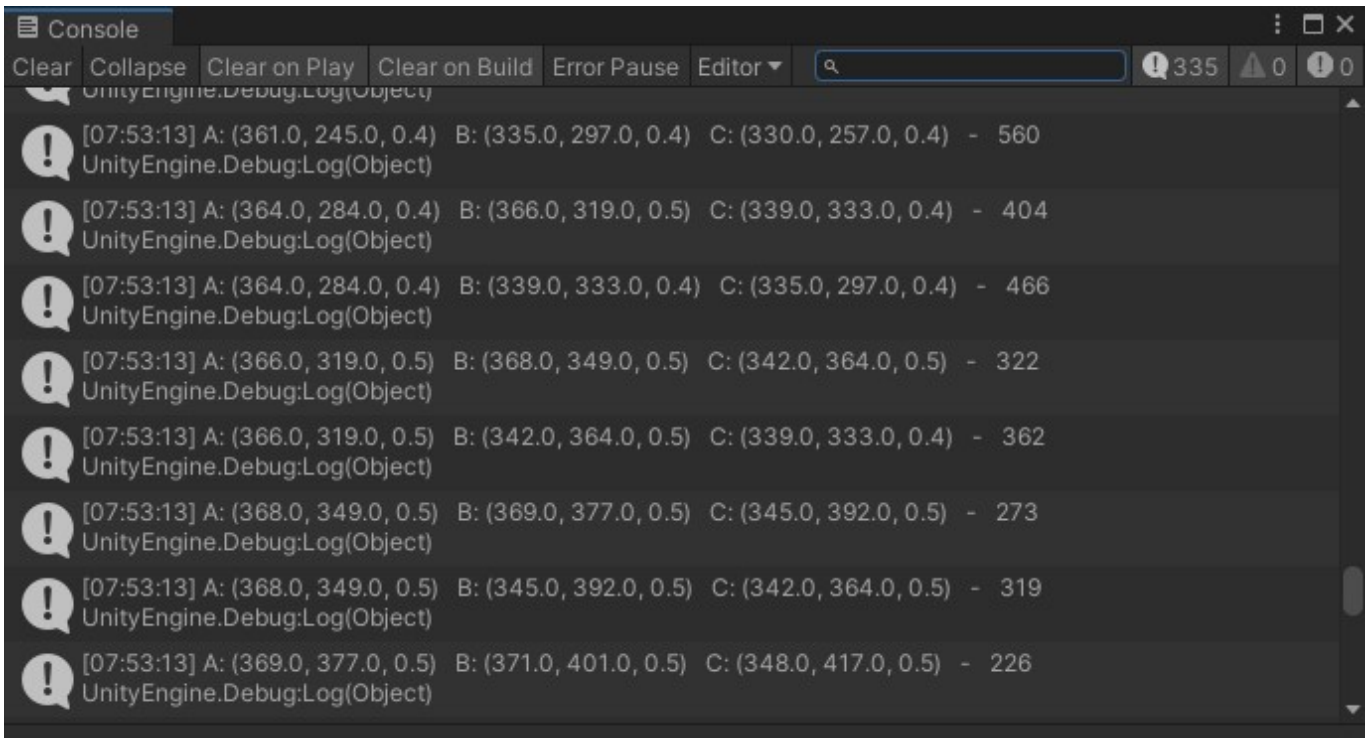 Console
Clear Collapse Clear on Play Clear on Build Error Pause Editor 335 0 0
UnityEngine.Debug:Log(Object)
[07:53:13] A: (361.0, 245.0, 0.4) B: (335.0, 297.0, 0.4) C: (330.0, 257.0, 0.4) - 560
UnityEngine.Debug:Log(Object)
[07:53:13] A: (364.0, 284.0, 0.4) B: (366.0, 319.0, 0.5) C: (339.0, 333.0, 0.4) - 404
UnityEngine.Debug:Log(Object)
[07:53:13] A: (364.0, 284.0, 0.4) B: (339.0, 333.0, 0.4) C: (335.0, 297.0, 0.4) - 466
UnityEngine.Debug:Log(Object)
[07:53:13] A: (366.0, 319.0, 0.5) B: (368.0, 349.0, 0.5) C: (342.0, 364.0, 0.5) - 322
UnityEngine.Debug:Log(Object)
[07:53:13] A: (366.0, 319.0, 0.5) B: (342.0, 364.0, 0.5) C: (339.0, 333.0, 0.4) - 362
UnityEngine.Debug:Log(Object)
[07:53:13] A: (368.0, 349.0, 0.5) B: (369.0, 377.0, 0.5) C: (345.0, 392.0, 0.5) - 273
UnityEngine.Debug:Log(Object)
[07:53:13] A: (368.0, 349.0, 0.5) B: (345.0, 392.0, 0.5) C: (342.0, 364.0, 0.5) - 319
UnityEngine.Debug:Log(Object)
[07:53:13] A: (369.0, 377.0, 0.5) B: (371.0, 401.0, 0.5) C: (348.0, 417.0, 0.5) - 226
UnityEngine.Debug:Log(Object)